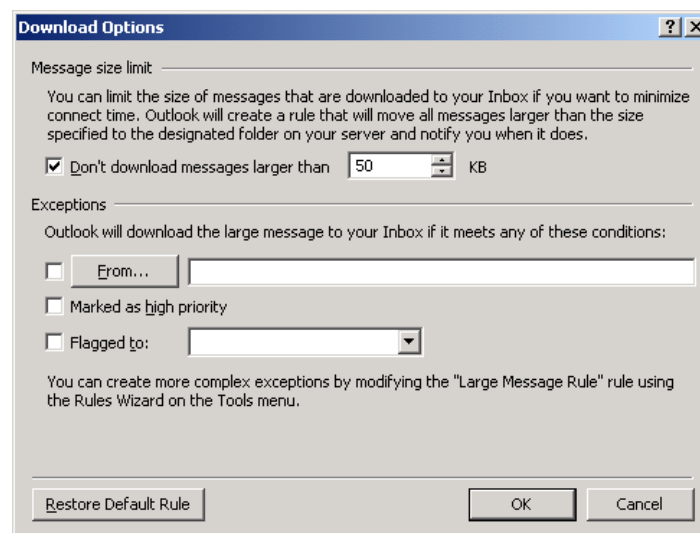 Download Options
Message size limit
You can limit the size of messages that are downloaded to your Inbox if you want to minimize
connect time. Outlook will create a rule that will move all messages larger than the size
specified to the designated folder on your server and notify you when it does.
Don't download messages larger than 50 KB
Exceptions
Outlook will download the large message to your Inbox if it meets any of these conditions:
From...
Marked as high priority
Flagged to:
You can create more complex exceptions by modifying the "Large Message Rule" rule using
the Rules Wizard on the Tools menu.
Restore Default Rule OK Cancel